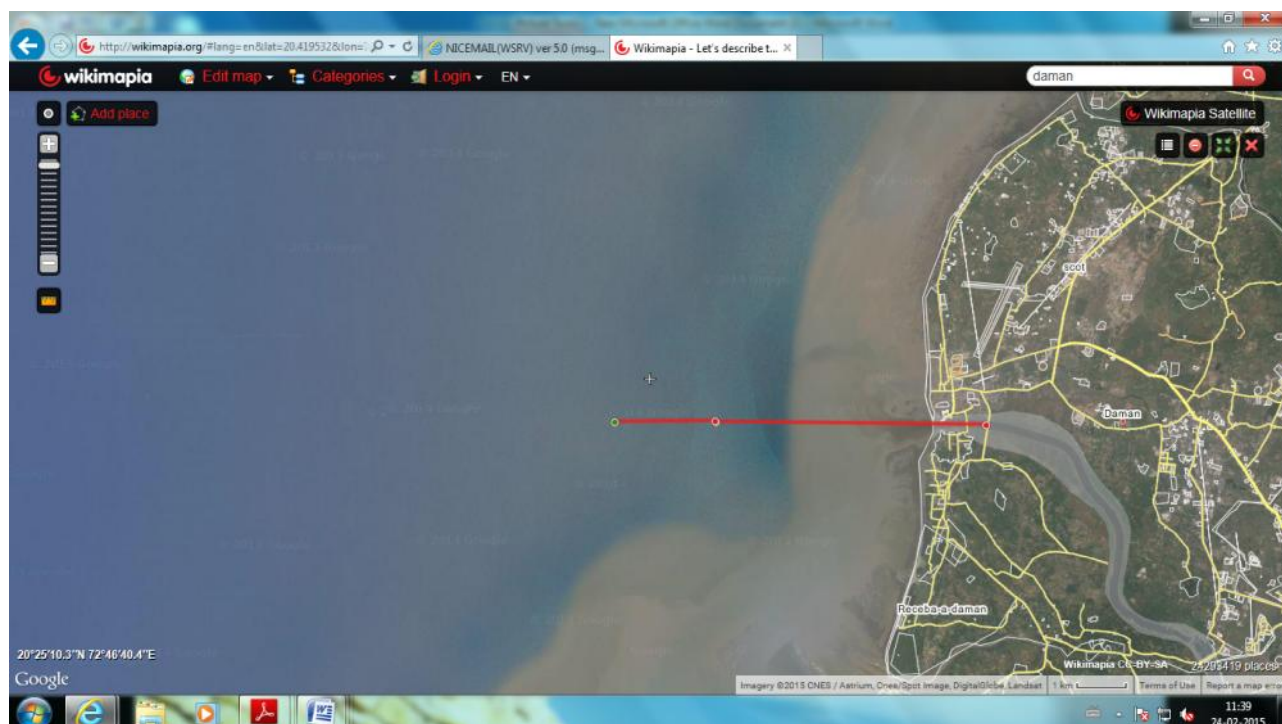 http://wikimapia.org/#lang=en&lat=20.419532&lon=
NICEMAIL(WSRV) ver 5.0 (msg...
Wikimapia - Let's describe t...
wikimapia
Edit map
Categories
Login
EN
daman
Add place
Wikimapia Satellite
scot
Daman
Receba-a-daman
20°25'10.3"N 72°46'40.4"E
Google
Wikimapia CC-BY-SA
places
Imagery ©2015 CNES / Astrium, Cnes/Spot Image, DigitalGlobe, Landsat
1 km
Terms of Use
Report a map erro
11:39
24-02-2015